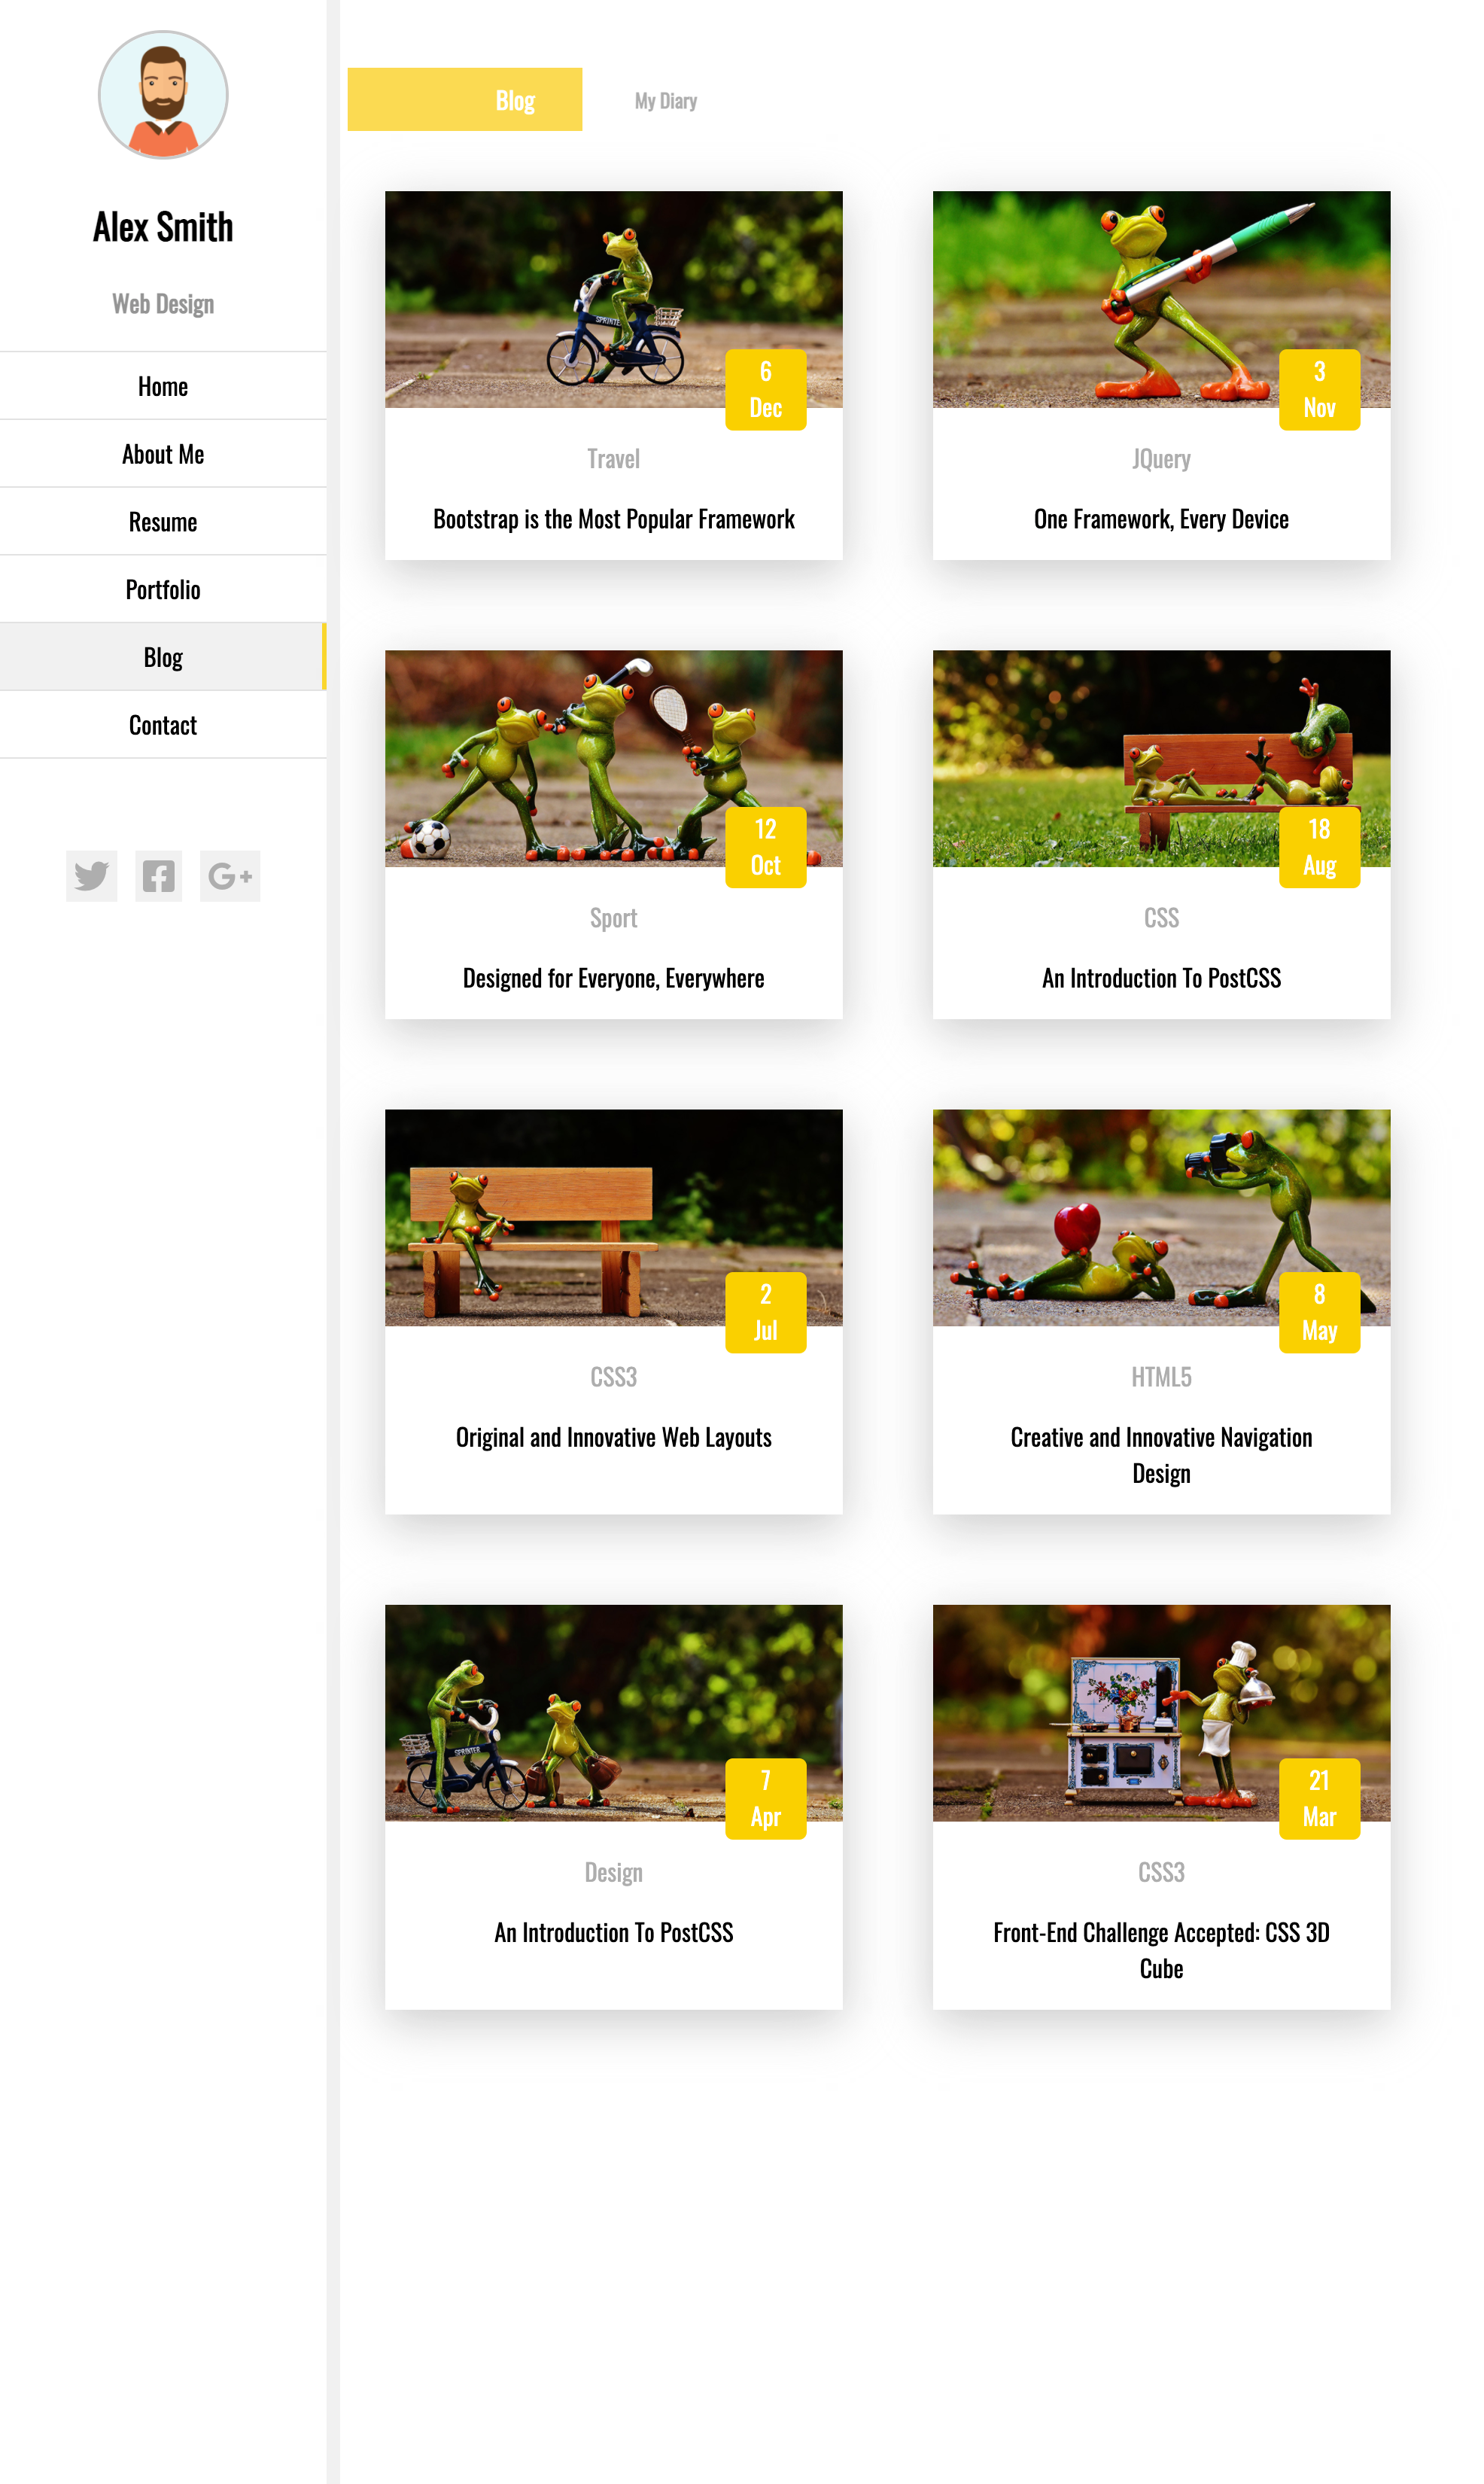 Alex Smith
Web Design
Home
About Me
Resume
Portfolio
Blog
Contact
Blog
My Diary
SPRINTER
6
Dec
Travel
Bootstrap is the Most Popular Framework
3
Nov
JQuery
One Framework, Every Device
12
Oct
Sport
Designed for Everyone, Everywhere
18
Aug
CSS
An Introduction To PostCSS
2
Jul
CSS3
Original and Innovative Web Layouts
8
May
HTML5
Creative and Innovative Navigation
Design
SPRINTER
7
Apr
Design
An Introduction To PostCSS
21
Mar
CSS3
Front-End Challenge Accepted: CSS 3D
Cube